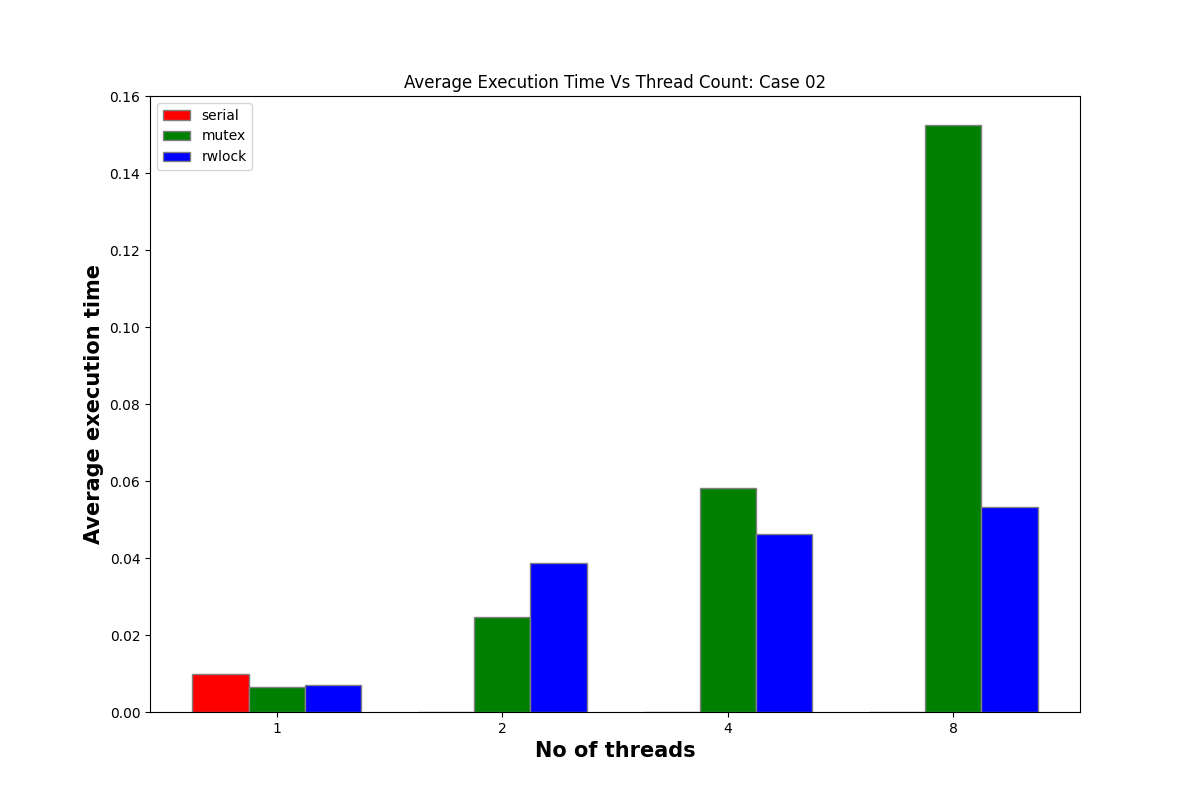 Average Execution Time Vs Thread Count: Case 02
serial
mutex
rwlock
Average execution time
0.16
0.14
0.12
0.10
0.08
0.06
0.04
0.02
0.00
1 2 4 8
No of threads